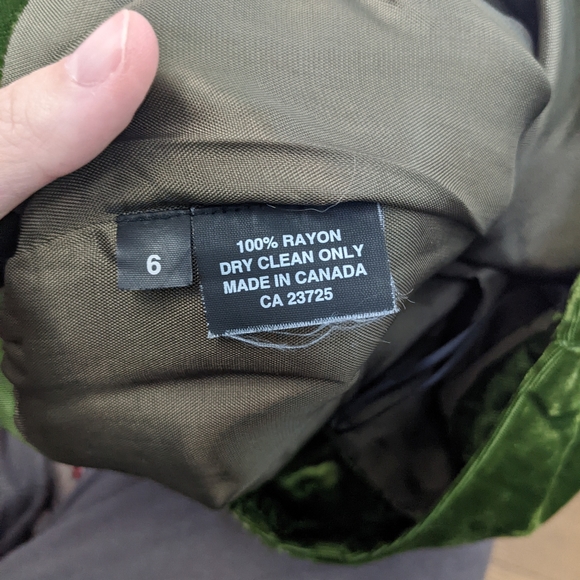 6
100% RAYON
DRY CLEAN ONLY
MADE IN CANADA
CA 23725